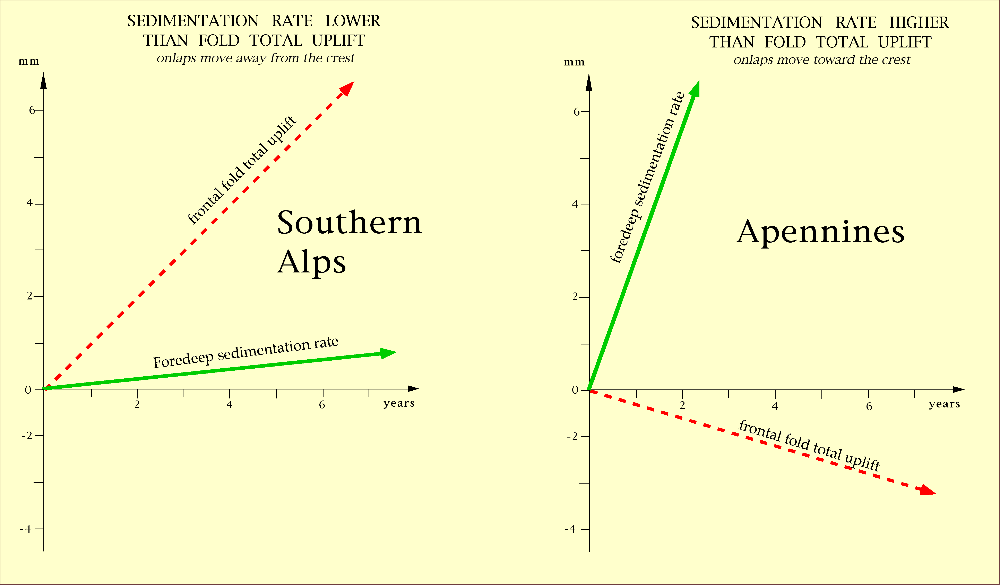 SEDIMENTATION RATE LOWER
THAN FOLD TOTAL UPLIFT
onlaps move away from the crest
mm
6
4
2
0
-2
-4
2
4
6
years
frontal fold total uplift
Foredeep sedimentation rate
Southern
Alps
SEDIMENTATION RATE HIGHER
THAN FOLD TOTAL UPLIFT
onlaps move toward the crest
mm
6
4
2
0
-2
-4
2
4
6
years
foredeep sedimentation rate
frontal fold total uplift
Apennines